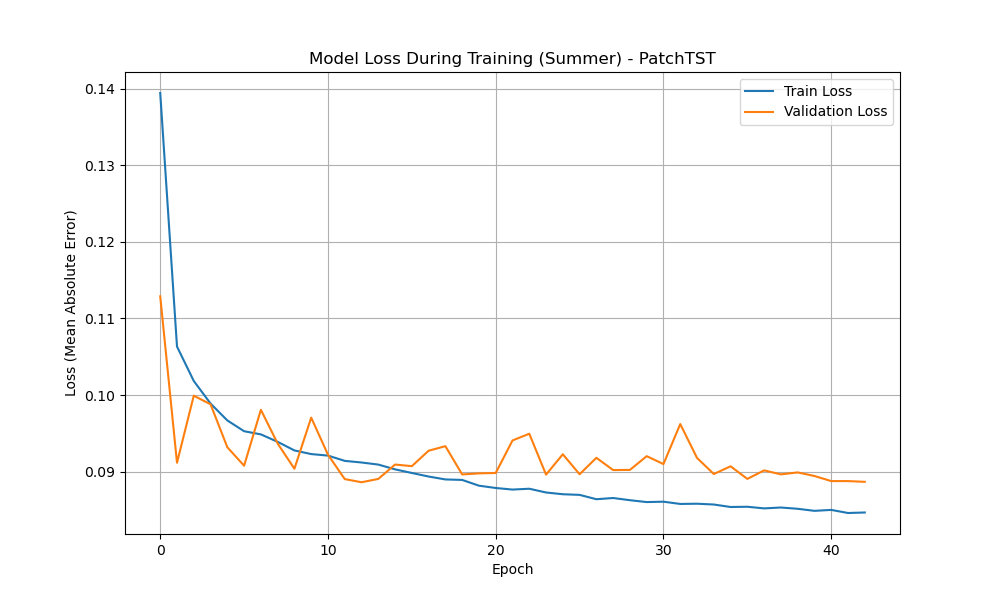 Model Loss During Training (Summer) - PatchTST
Train Loss
Validation Loss
Loss (Mean Absolute Error)
0.14
0.13
0.12
0.11
0.10
0.09
0
10
20
30
40
Epoch